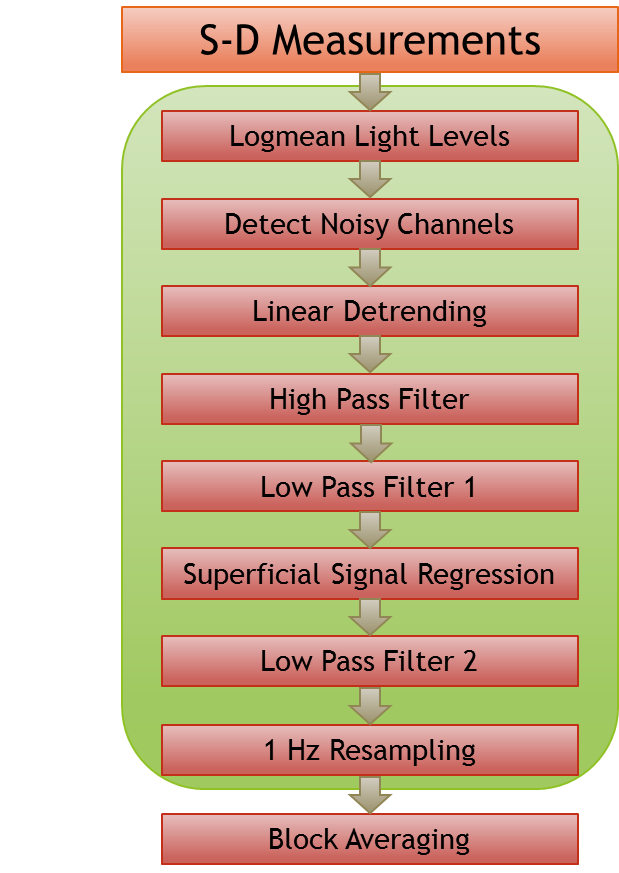 S-D Measurements
Logmean Light Levels
Detect Noisy Channels
Linear Detrending
High Pass Filter
Low Pass Filter 1
Superficial Signal Regression
Low Pass Filter 2
1 Hz Resampling
Block Averaging